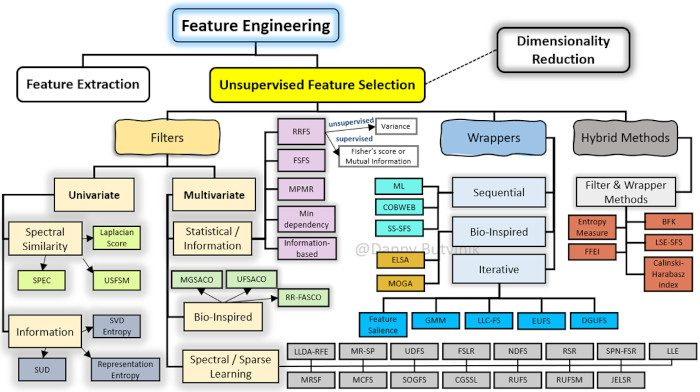 Feature Engineering
Dimensionality
Reduction
Feature Extraction
Unsupervised Feature Selection
Filters
RRFS
unsupervised
Variance
supervised
Fisher's score or
Mutual Information
Wrappers
Hybrid Methods
FSFS
Univariate
Multivariate
MPMR
ML
Sequential
Filter & Wrapper
Methods
COBWEB
Spectral
Similarity
Laplacian
Score
Statistical /
Information
Min
dependency
SS-SFS
Bio-Inspired
Entropy
Measure
BFK
Information-
based
@Danny Butvinik
FFEI
LSE-SFS
SPEC
USFSM
ELSA
Iterative
Calinski-
Harabasz
index
MGSACO
UFSACO
MOGA
RR-FASCO
Bio-Inspired
Feature
Salience
GMM
LLC-FS
EUFS
DGUFS
Information
SVD
Entropy
SUD
Representation
Entropy
Spectral / Sparse
Learning
LLDA-RFE
MR-SP
UDFS
FSLR
NDFS
RSR
SPN-FSR
LLE
MRSF
MCFS
SOGFS
CGSSL
RUFS
RUFSM
JELSR